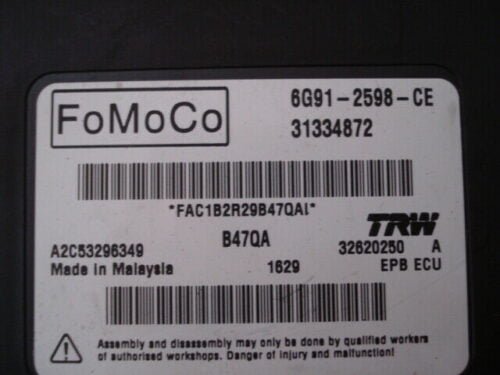 FoMoCo
6G91-2598-CE
31334872
*FAC1B2R29B47QAI*
B47QA
TRW
A2C53296349
32620250 A
Made in Malaysia
1629
EPB ECU
Assembly and disassembly may only be done by qualified workers
of authorised workshops. Danger of injury and malfunction!